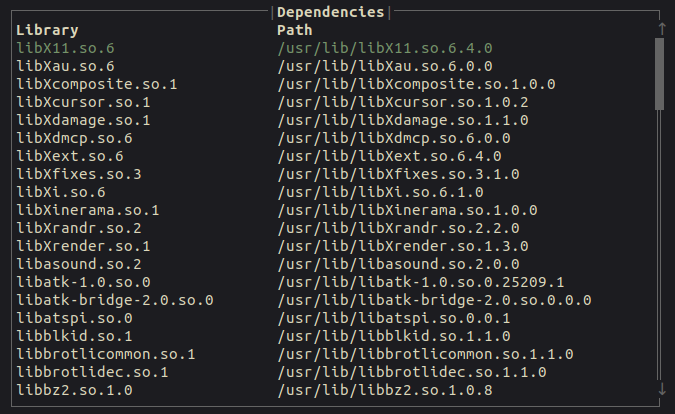 Dependencies
Library Path
libX11.so.6 /usr/lib/libX11.so.6.4.0
libXau.so.6 /usr/lib/libXau.so.6.0.0
libXcomposite.so.1 /usr/lib/libXcomposite.so.1.0.0
libXcursor.so.1 /usr/lib/libXcursor.so.1.0.2
libXdamage.so.1 /usr/lib/libXdamage.so.1.1.0
libXdmcp.so.6 /usr/lib/libXdmcp.so.6.0.0
libXext.so.6 /usr/lib/libXext.so.6.4.0
libXfixes.so.3 /usr/lib/libXfixes.so.3.1.0
libXi.so.6 /usr/lib/libXi.so.6.1.0
libXinerama.so.1 /usr/lib/libXinerama.so.1.0.0
libXrandr.so.2 /usr/lib/libXrandr.so.2.2.0
libXrender.so.1 /usr/lib/libXrender.so.1.3.0
libasound.so.2 /usr/lib/libasound.so.2.0.0
libatk-1.0.so.0 /usr/lib/libatk-1.0.so.0.25209.1
libatk-bridge-2.0.so.0 /usr/lib/libatk-bridge-2.0.so.0.0.0
libatspi.so.0 /usr/lib/libatspi.so.0.0.1
libblkid.so.1 /usr/lib/libblkid.so.1.1.0
libbrotlicommon.so.1 /usr/lib/libbrotlicommon.so.1.1.0
libbrotlidec.so.1 /usr/lib/libbrotlidec.so.1.1.0
libbz2.so.1.0 /usr/lib/libbz2.so.1.0.8